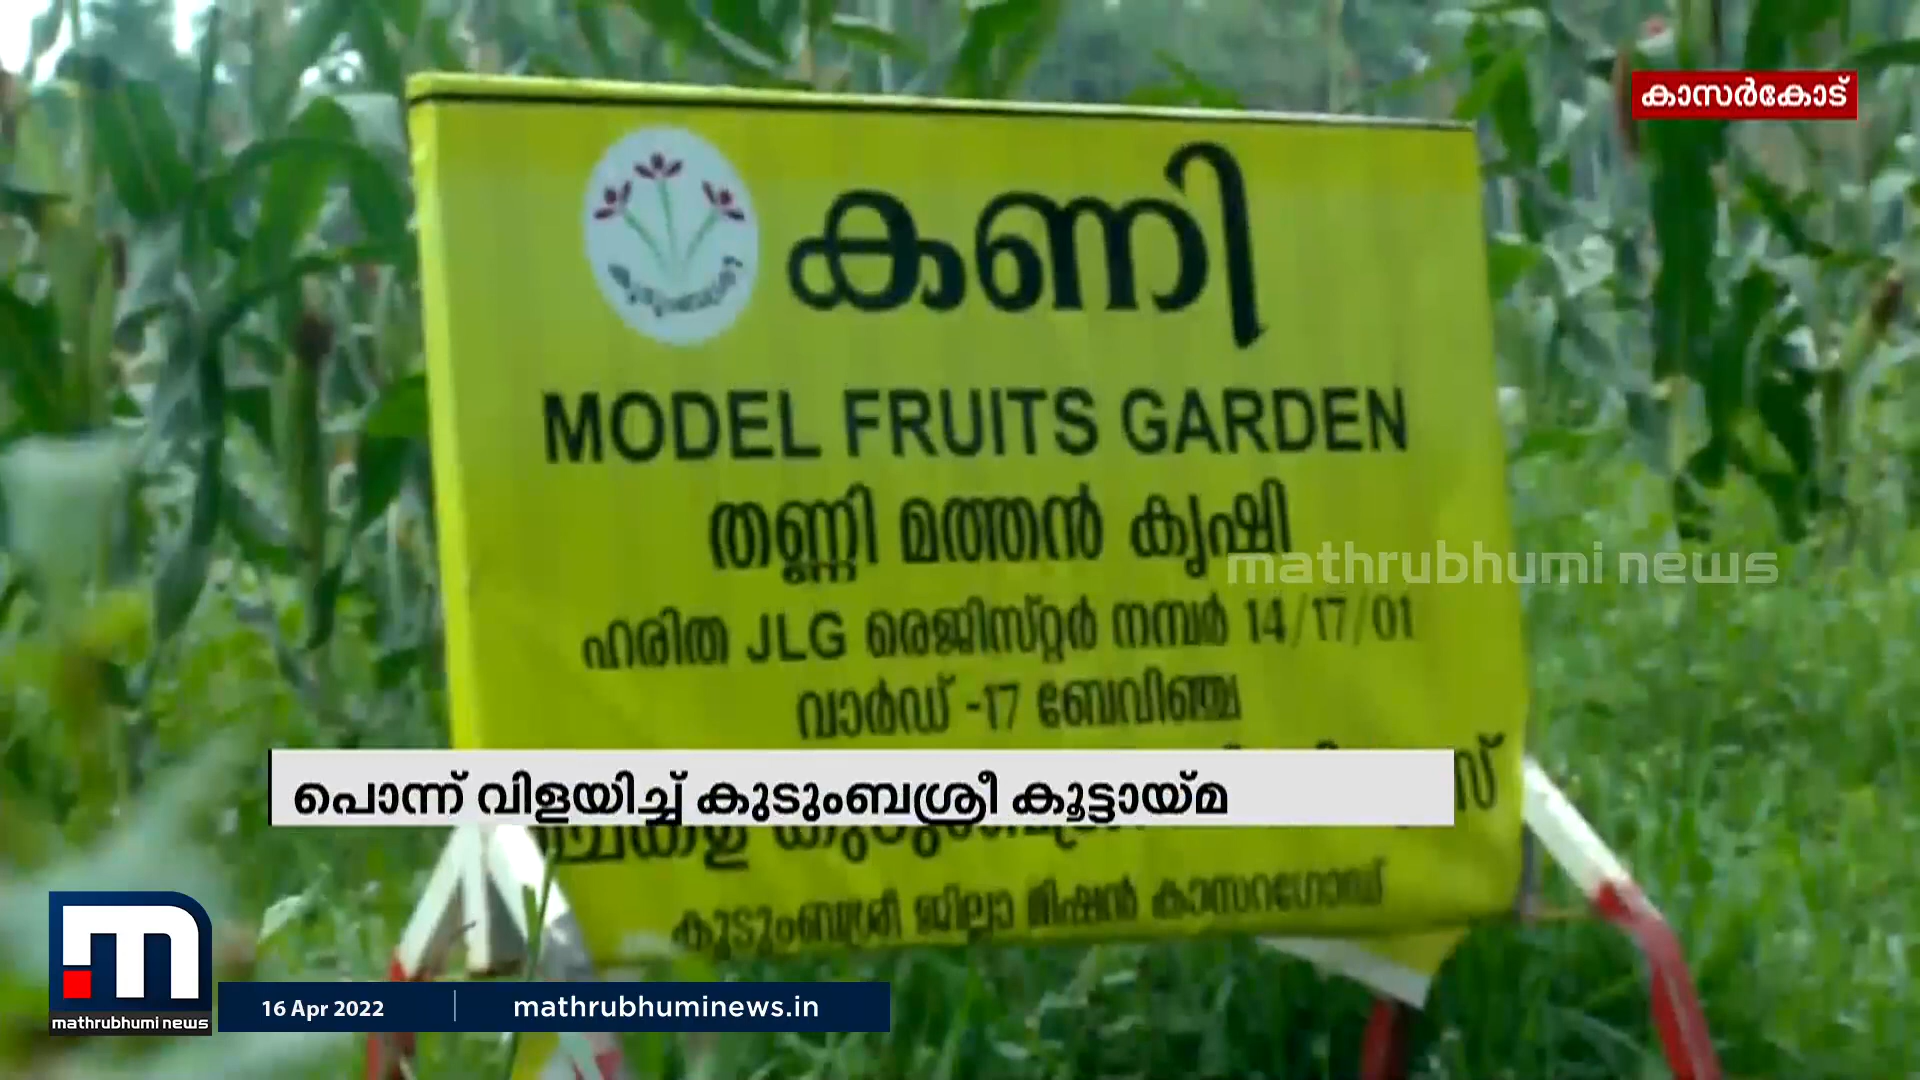 കാസർകോട്
കുടുംബശ്രീ
കണി
MODEL FRUITS GARDEN
തണ്ണി മത്തൻ കൃഷി
mathrubhumi news
ഹരിത JLG രെജിസ്റ്റർ നമ്പർ 14/17/01
വാർഡ് -17 ബേവിഞ്ച
പൊന്ന് വിളയിച്ച് കുടുംബശ്രീ കൂട്ടായ്മ
കുടുംബശ്രീ ജില്ലാ മിഷൻ കാസറഗോഡ്
mathrubhumi news
16 Apr 2022
mathrubhuminews.in